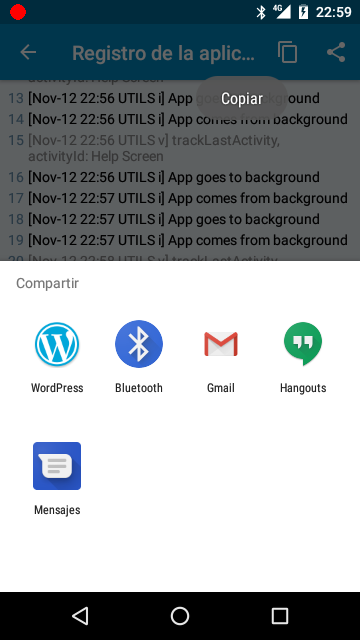 4G
22:59
Registro de la aplic…
activityId: Help Screen
Copiar
13 [Nov-12 22:56 UTILS i] App goes to background
14 [Nov-12 22:56 UTILS i] App comes from background
15 [Nov-12 22:56 UTILS v] trackLastActivity,
activityId: Help Screen
16 [Nov-12 22:56 UTILS i] App goes to background
17 [Nov-12 22:57 UTILS i] App comes from background
18 [Nov-12 22:57 UTILS i] App goes to background
19 [Nov-12 22:57 UTILS i] App comes from background
20 [Nov-12 22:58 UTILS v] trackLastActivity,
Compartir
WordPress
Bluetooth
Gmail
Hangouts
Mensajes